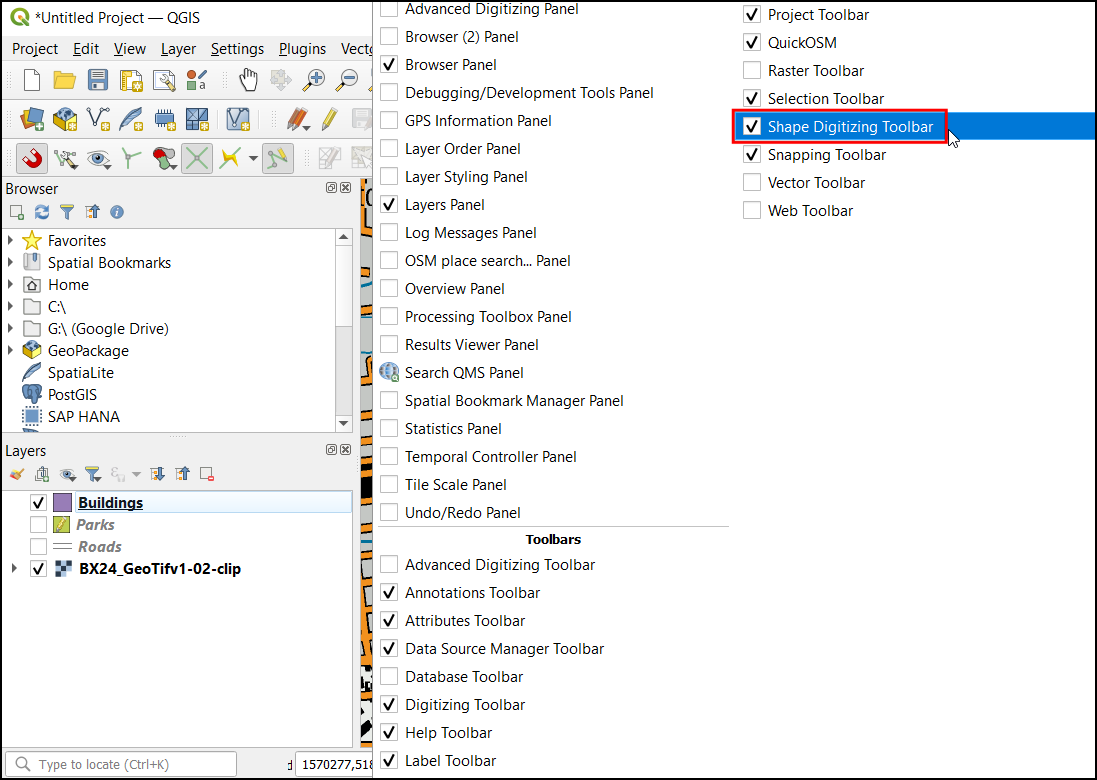 *Untitled Project — QGIS
Project Edit View Layer Settings Plugins Vect
Browser
Favorites
Spatial Bookmarks
Home
C:\
G:\ (Google Drive)
GeoPackage
SpatiaLite
PostGIS
SAP HANA
Layers
Buildings
Parks
Roads
BX24_GeoTifv1-02-clip
Type to locate (Ctrl+K)
1570277,518
Advanced Digitizing Panel
Browser (2) Panel
Browser Panel
Debugging/Development Tools Panel
GPS Information Panel
Layer Order Panel
Layer Styling Panel
Layers Panel
Log Messages Panel
OSM place search... Panel
Overview Panel
Processing Toolbox Panel
Results Viewer Panel
Search QMS Panel
Spatial Bookmark Manager Panel
Statistics Panel
Temporal Controller Panel
Tile Scale Panel
Undo/Redo Panel
Toolbars
Advanced Digitizing Toolbar
Annotations Toolbar
Attributes Toolbar
Data Source Manager Toolbar
Database Toolbar
Digitizing Toolbar
Help Toolbar
Label Toolbar
Project Toolbar
QuickOSM
Raster Toolbar
Selection Toolbar
Shape Digitizing Toolbar
Snapping Toolbar
Vector Toolbar
Web Toolbar